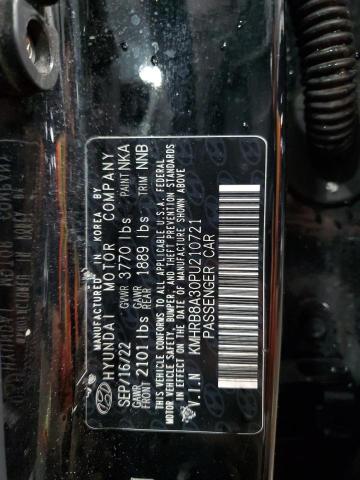 MANUFACTURED IN KOREA BY
HYUNDAI MOTOR COMPANY
SEP/16/22 GVWR 3770 lbs PAINT NKA
GAWR FRONT 2101 lbs GAWR REAR 1889 lbs TRIM NNB
THIS VEHICLE CONFORMS TO ALL APPLICABLE U.S.A. FEDERAL
MOTOR VEHICLE SAFETY, BUMPER, AND THEFT PREVENTION STANDARDS
IN EFFECT ON THE DATE OF MANUFACTURE SHOWN ABOVE.
V.I.N KMHRB8A30PU210721
PASSENGER CAR